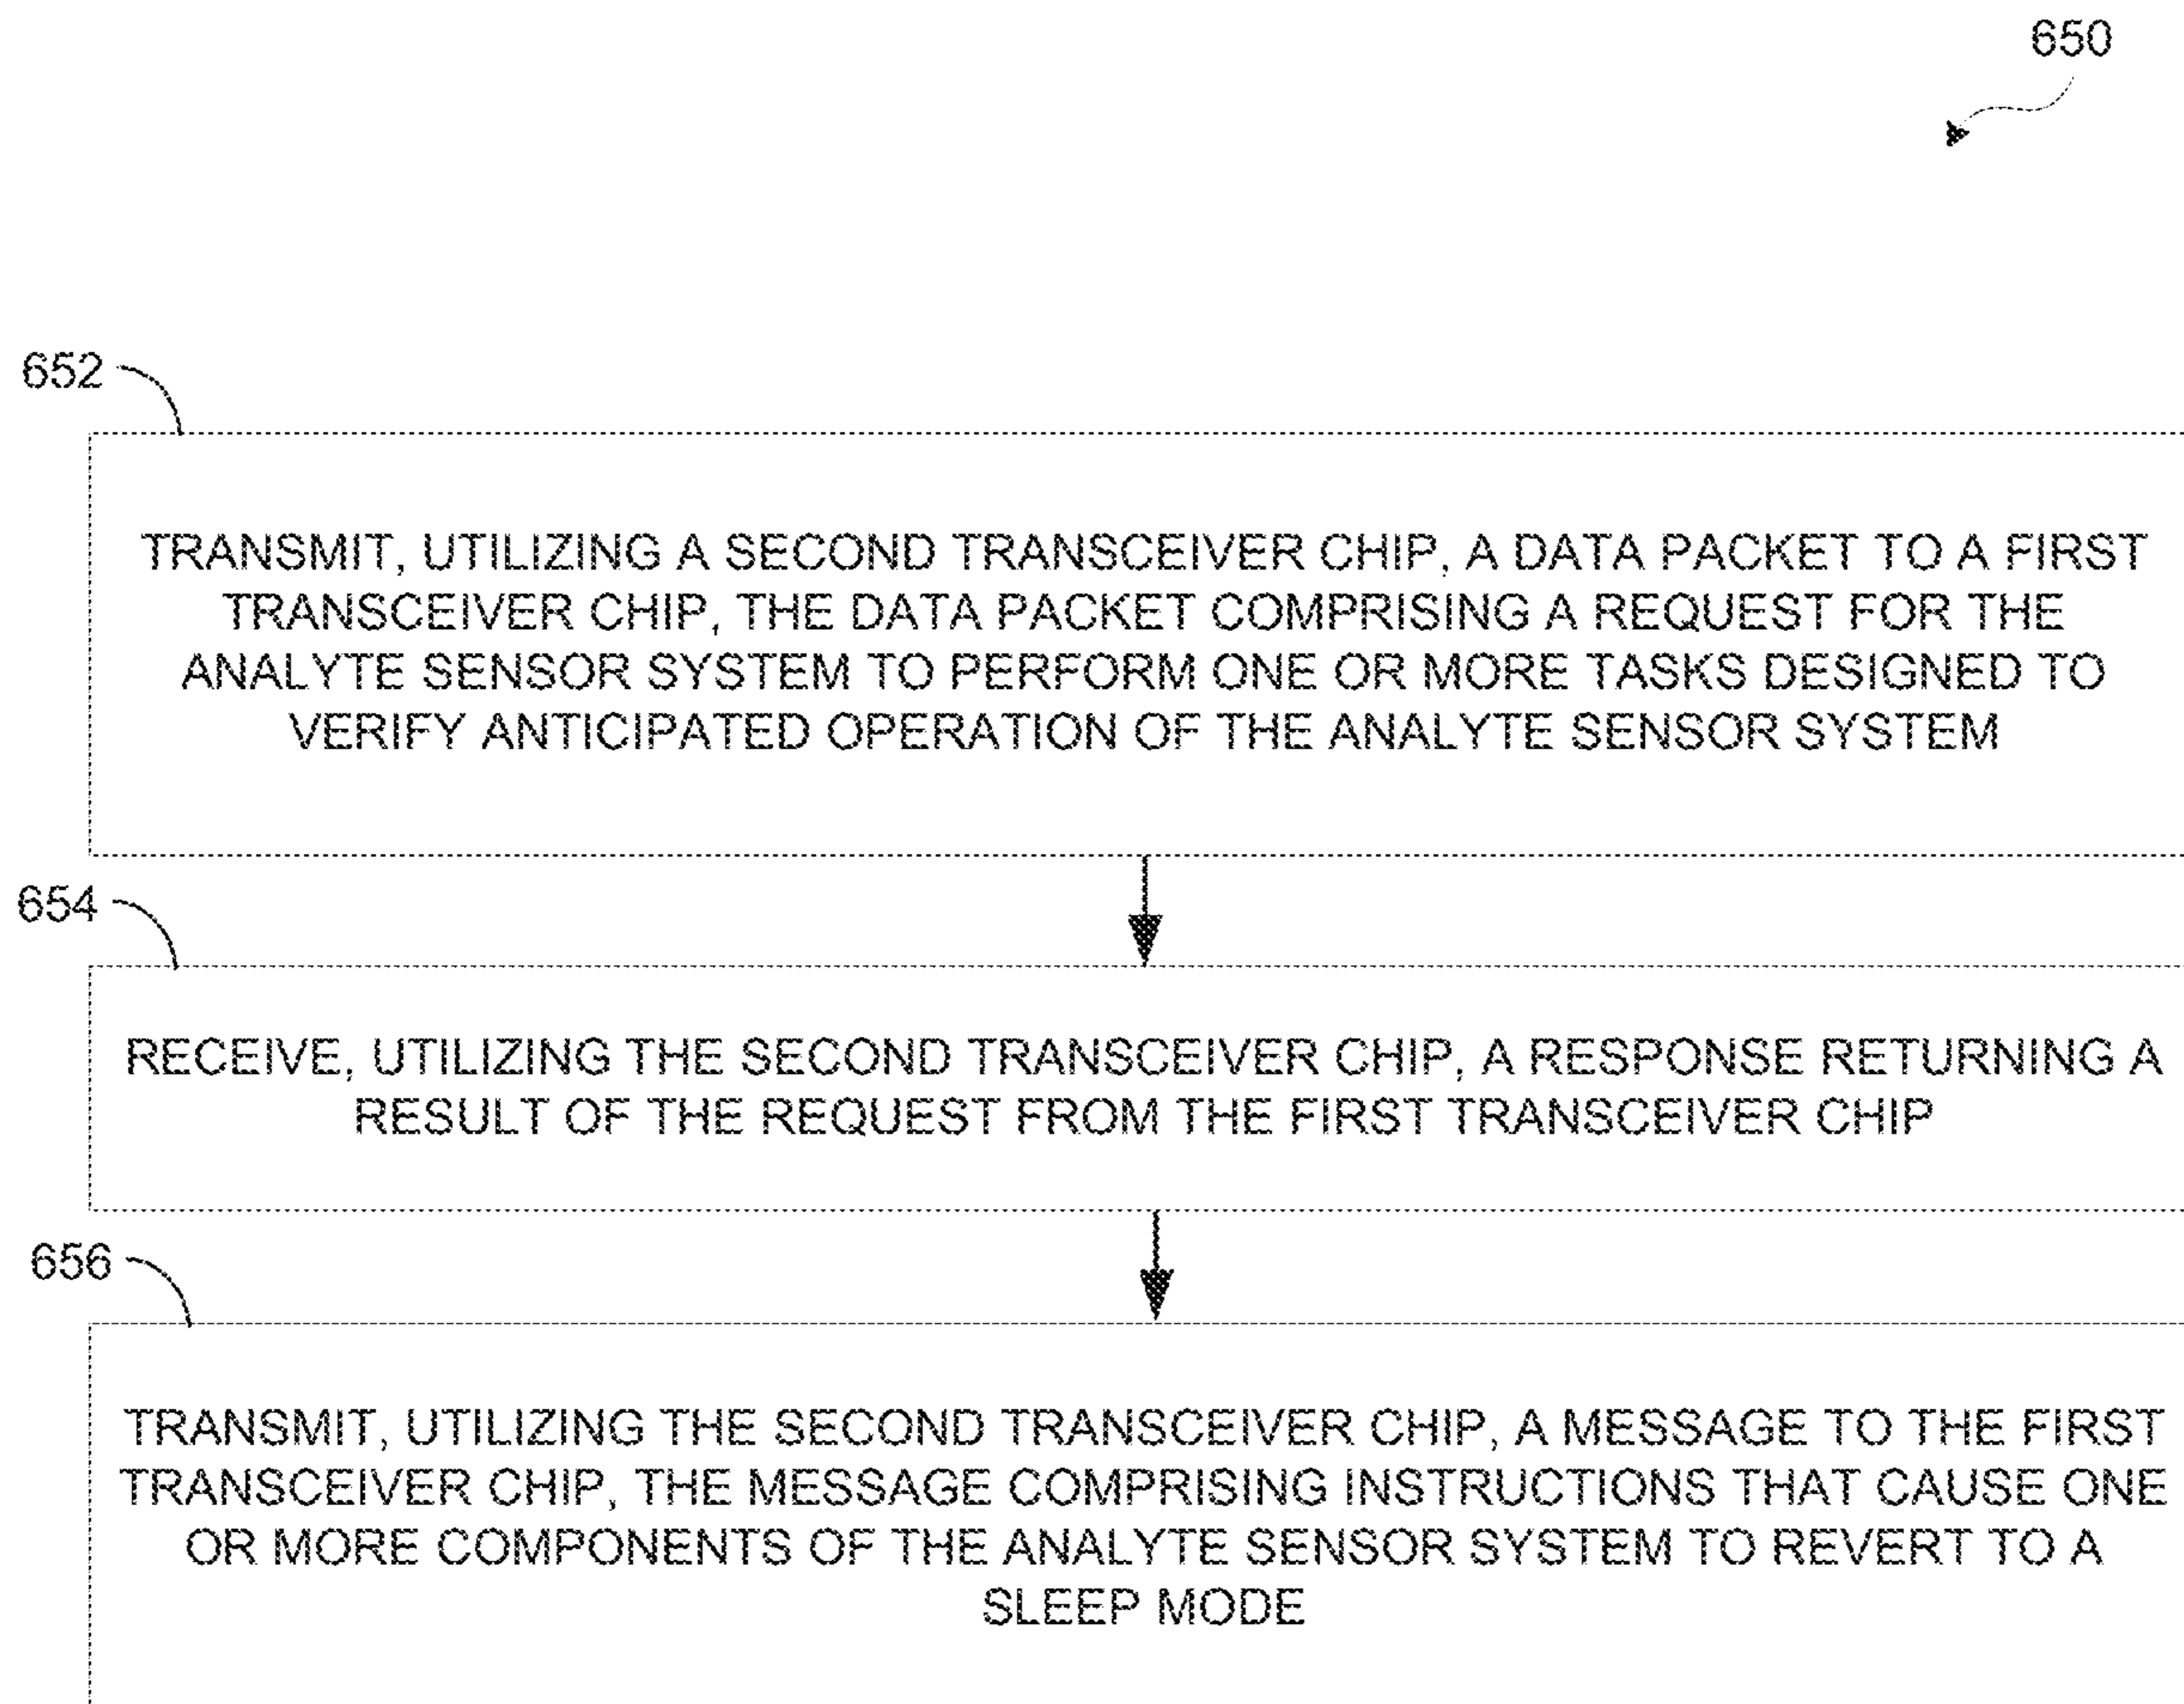 650
652
TRANSMIT, UTILIZING A SECOND TRANSCEIVER CHIP, A DATA PACKET TO A FIRST
TRANSCEIVER CHIP, THE DATA PACKET COMPRISING A REQUEST FOR THE
ANALYTE SENSOR SYSTEM TO PERFORM ONE OR MORE TASKS DESIGNED TO
VERIFY ANTICIPATED OPERATION OF THE ANALYTE SENSOR SYSTEM
654
RECEIVE, UTILIZING THE SECOND TRANSCEIVER CHIP, A RESPONSE RETURNING A
RESULT OF THE REQUEST FROM THE FIRST TRANSCEIVER CHIP
656
TRANSMIT, UTILIZING THE SECOND TRANSCEIVER CHIP, A MESSAGE TO THE FIRST
TRANSCEIVER CHIP, THE MESSAGE COMPRISING INSTRUCTIONS THAT CAUSE ONE
OR MORE COMPONENTS OF THE ANALYTE SENSOR SYSTEM TO REVERT TO A
SLEEP MODE